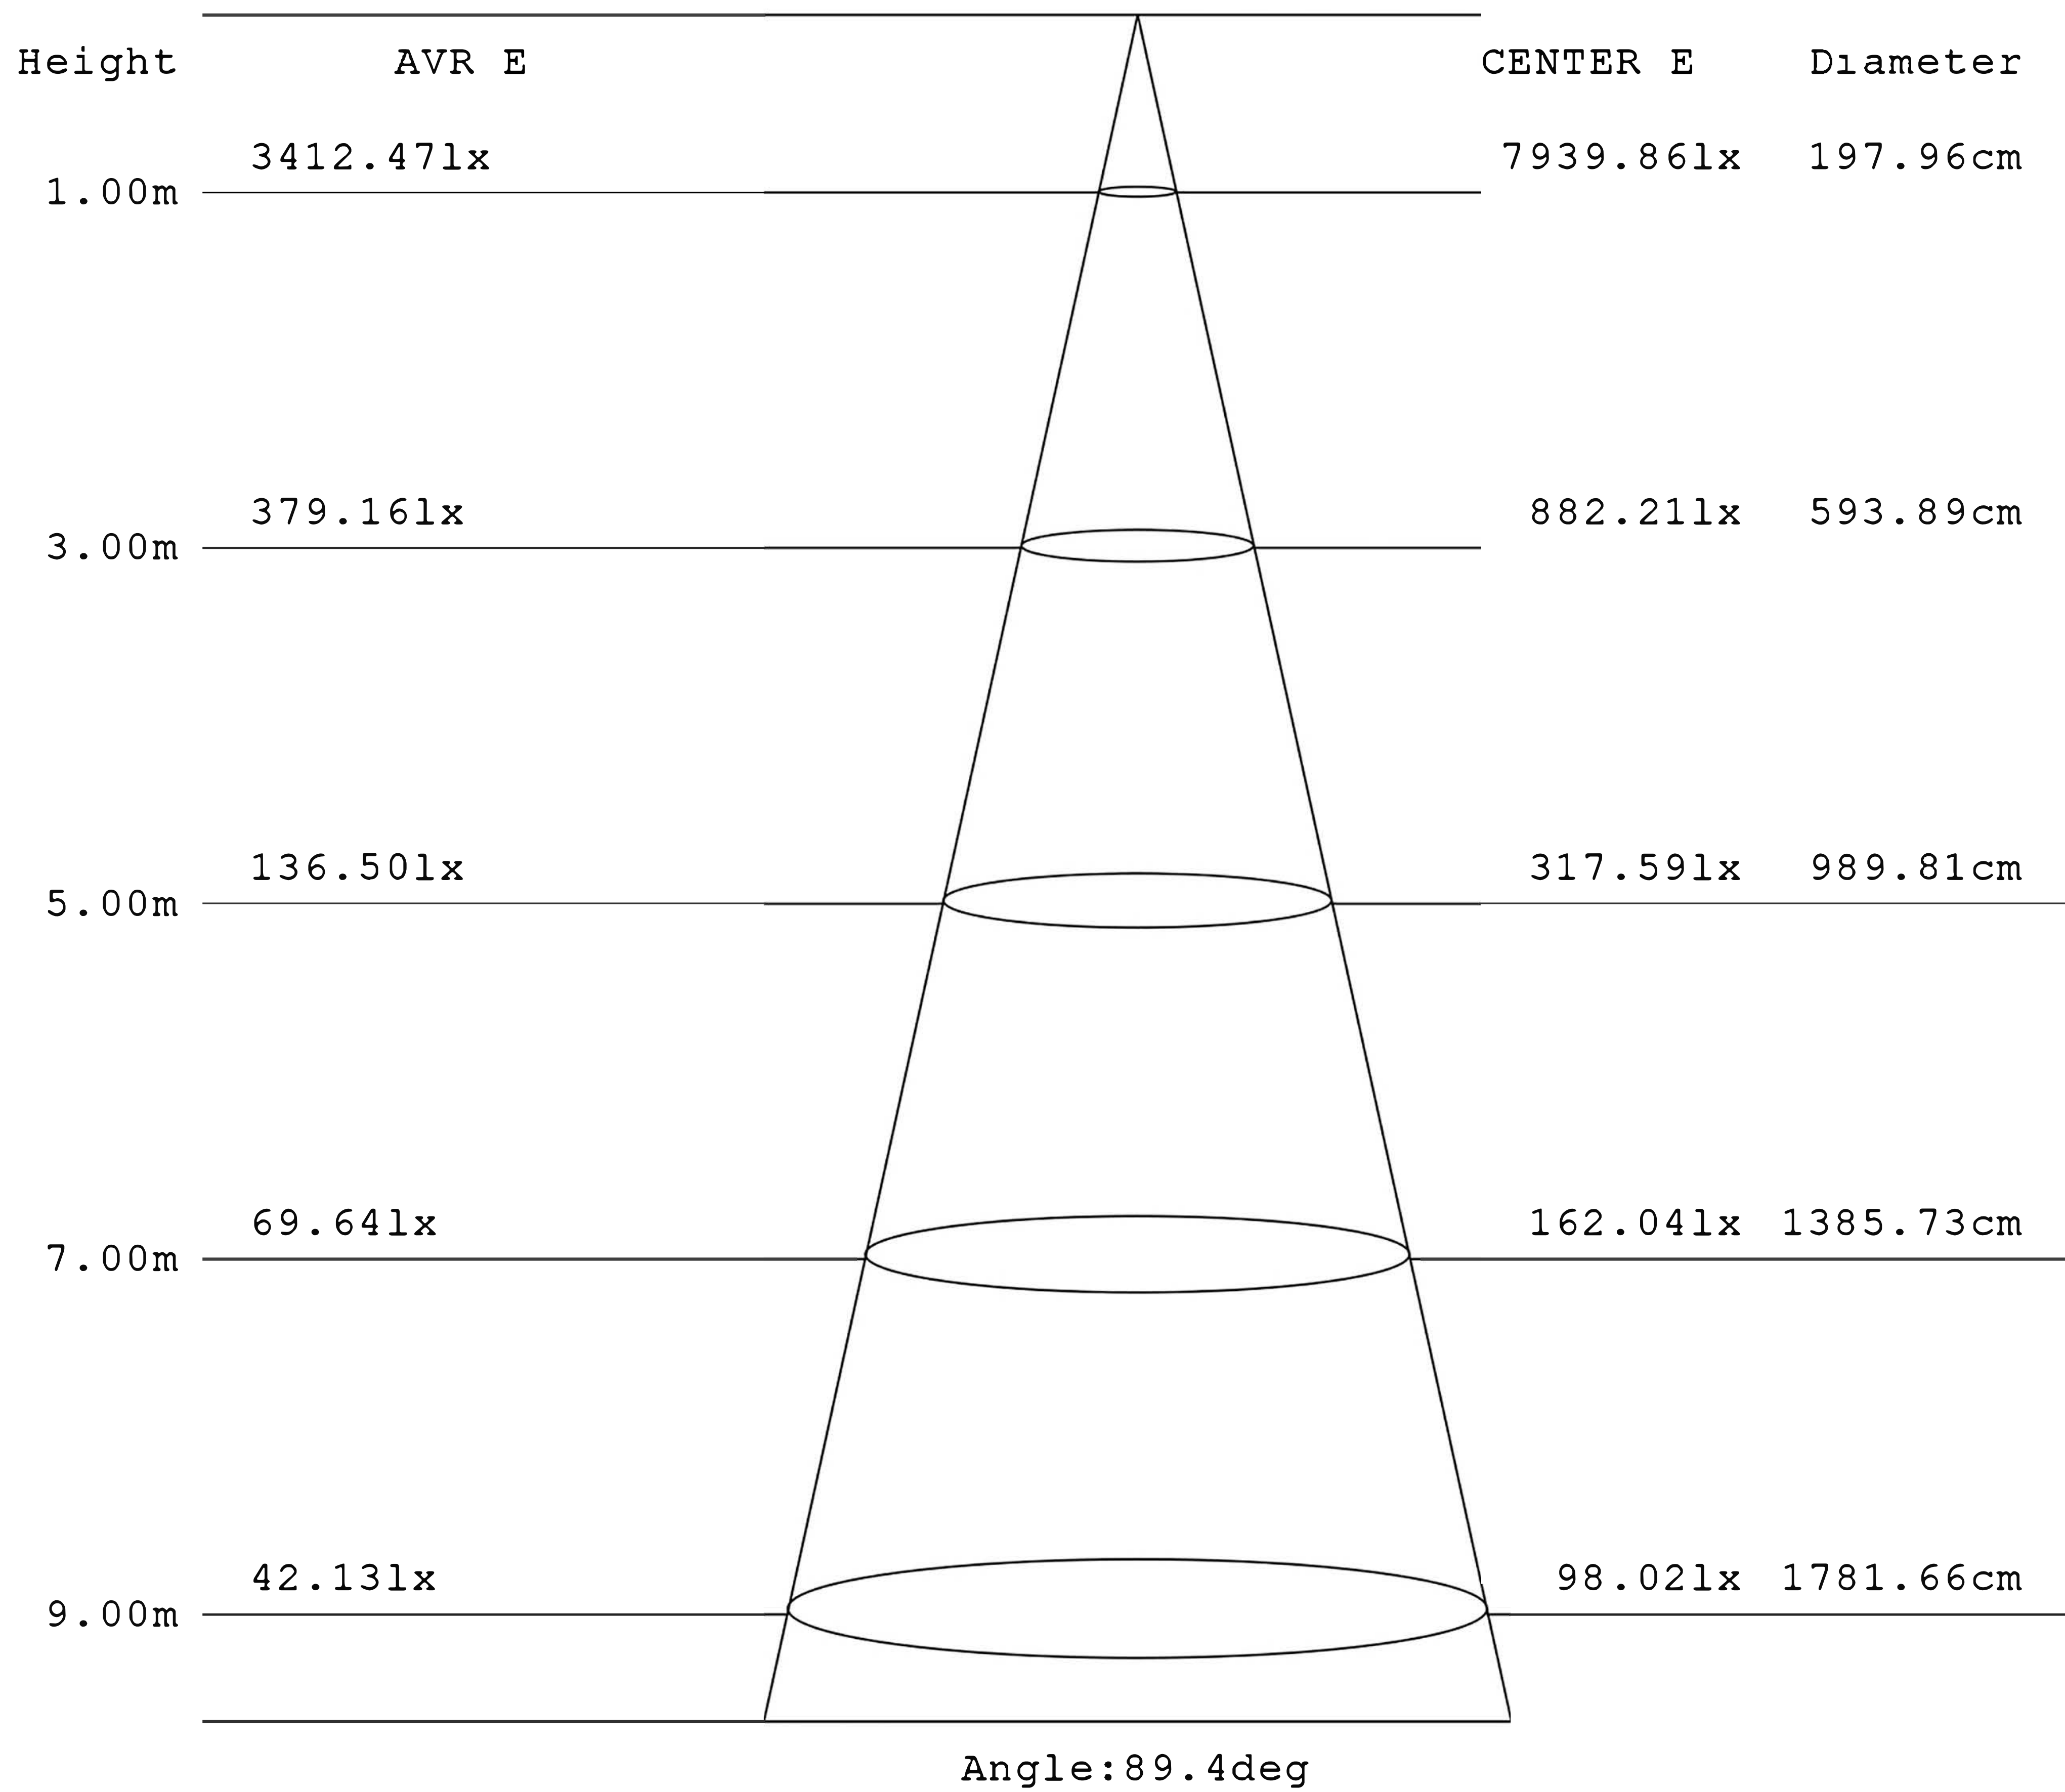 Height AVR E CENTER E Diameter
3412.47lx 7939.86lx 197.96cm
1.00m
379.16lx 882.21lx 593.89cm
3.00m
136.50lx 317.59lx 989.81cm
5.00m
69.64lx 162.04lx 1385.73cm
7.00m
42.13lx 98.02lx 1781.66cm
9.00m
Angle:89.4deg